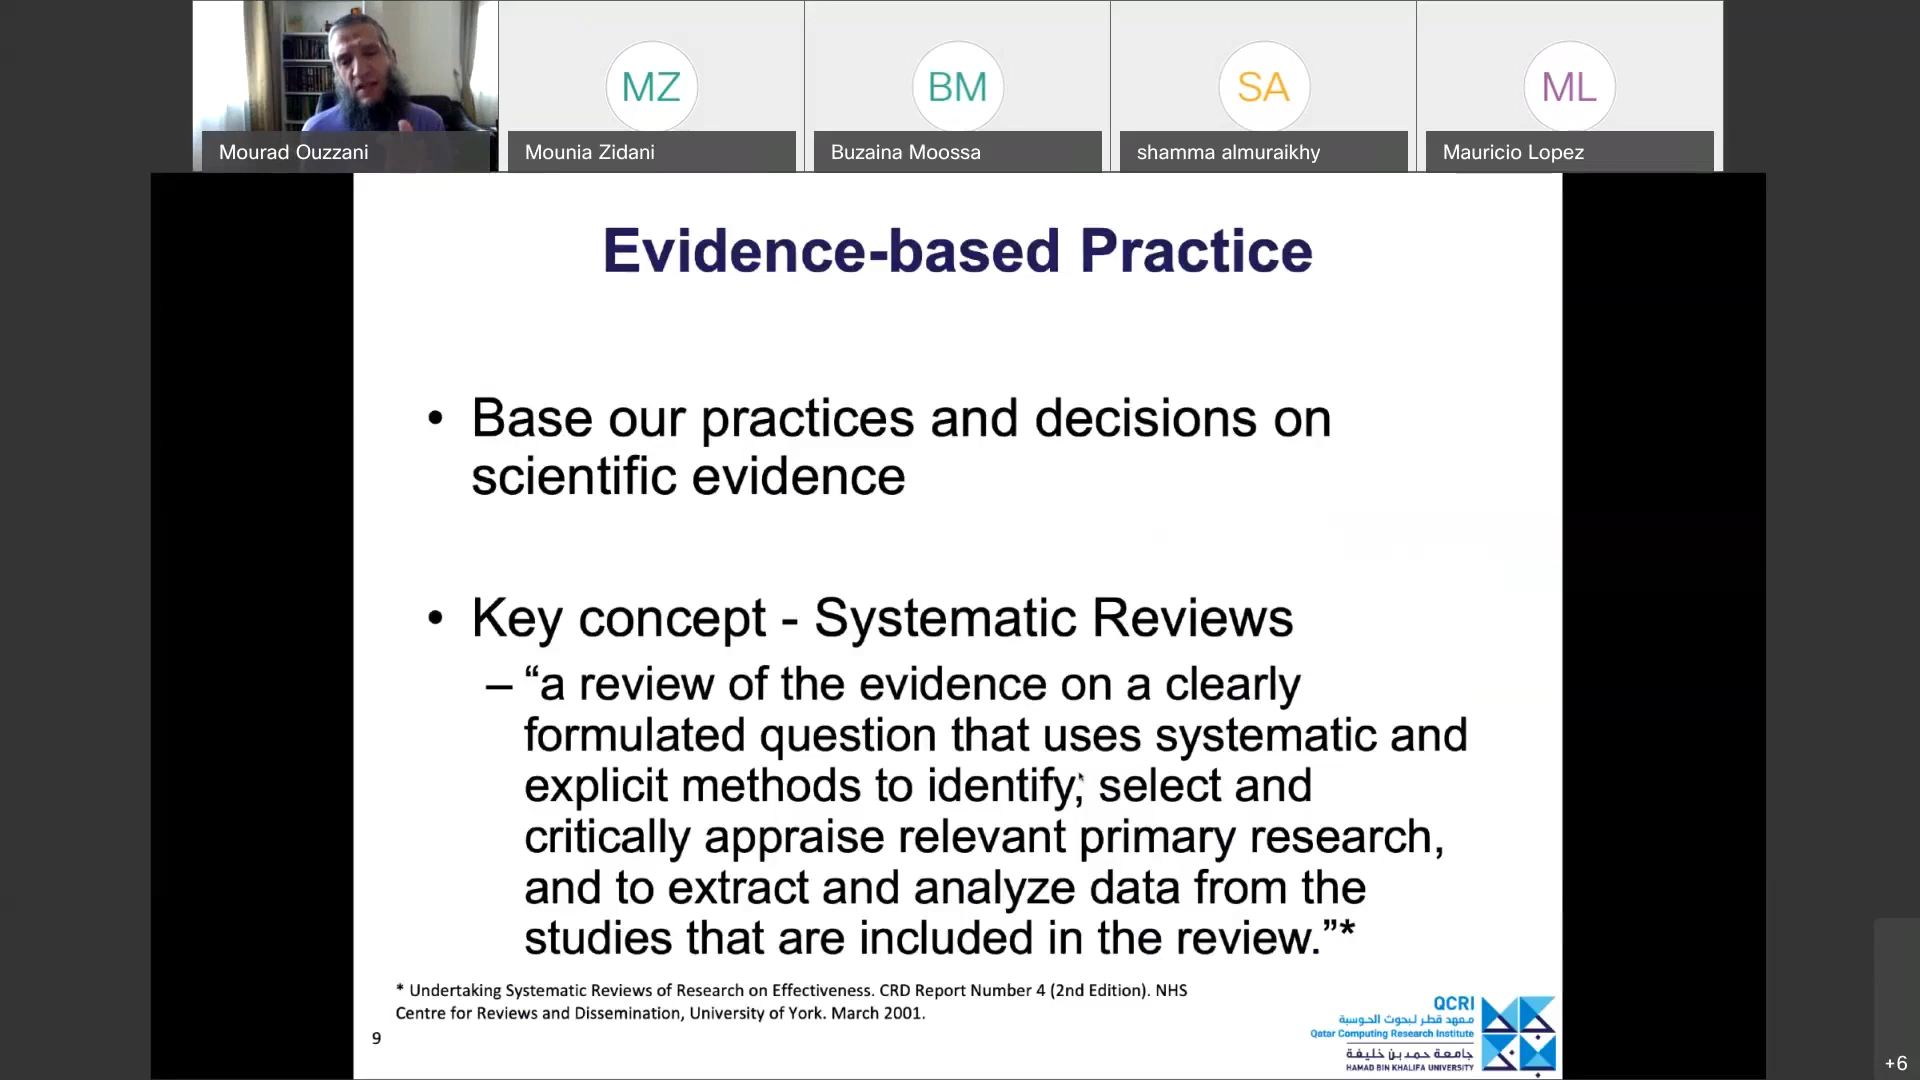 MZ
BM
SA
ML
Mourad Ouzzani
Mounia Zidani
Buzaina Moossa
shamma almuraikhy
Mauricio Lopez
Evidence-based Practice
• Base our practices and decisions on
scientific evidence
• Key concept - Systematic Reviews
– “a review of the evidence on a clearly
formulated question that uses systematic and
explicit methods to identify, select and
critically appraise relevant primary research,
and to extract and analyze data from the
studies that are included in the review.”*
* Undertaking Systematic Reviews of Research on Effectiveness. CRD Report Number 4 (2nd Edition). NHS
Centre for Reviews and Dissemination, University of York. March 2001.
9
QCRI
معهد قطر لبحوث الحوسبة
Qatar Computing Research Institute
جامعة حمد بن خليفة
HAMAD BIN KHALIFA UNIVERSITY
+6